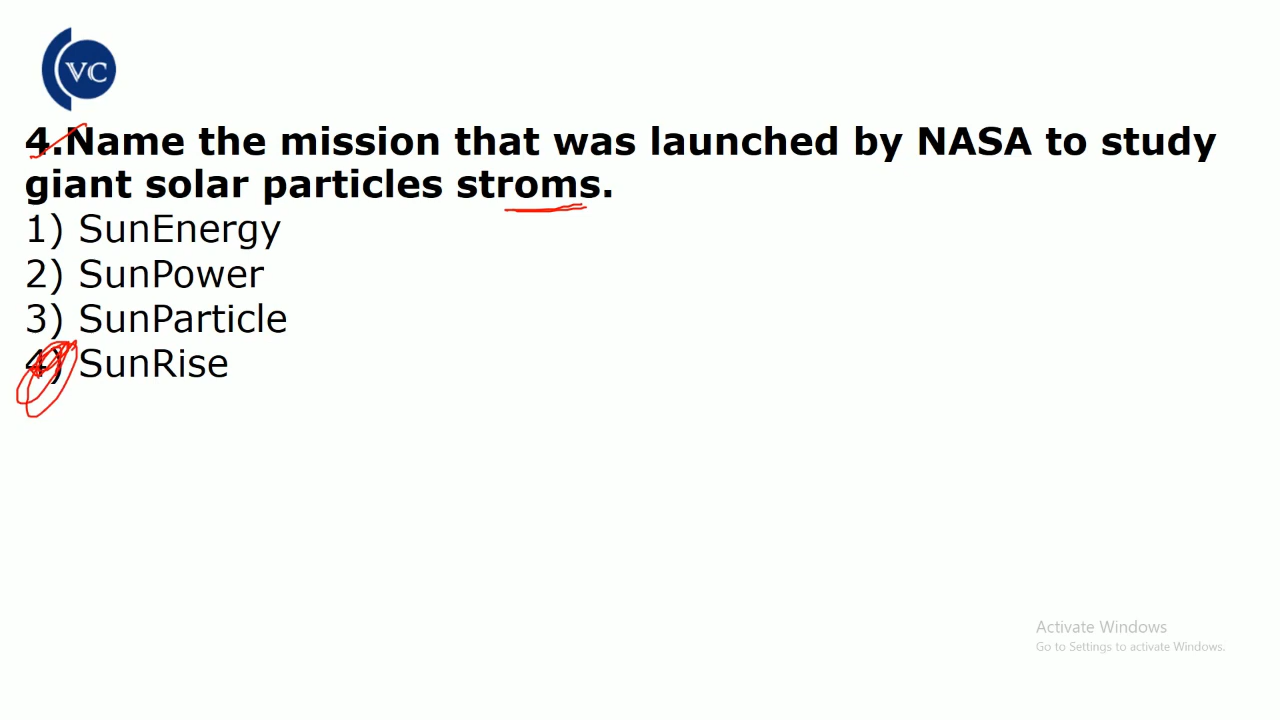 VC
4.Name the mission that was launched by NASA to study
giant solar particles stroms.
1) SunEnergy
2) SunPower
3) SunParticle
4) SunRise
Activate Windows
Go to Settings to activate Windows.